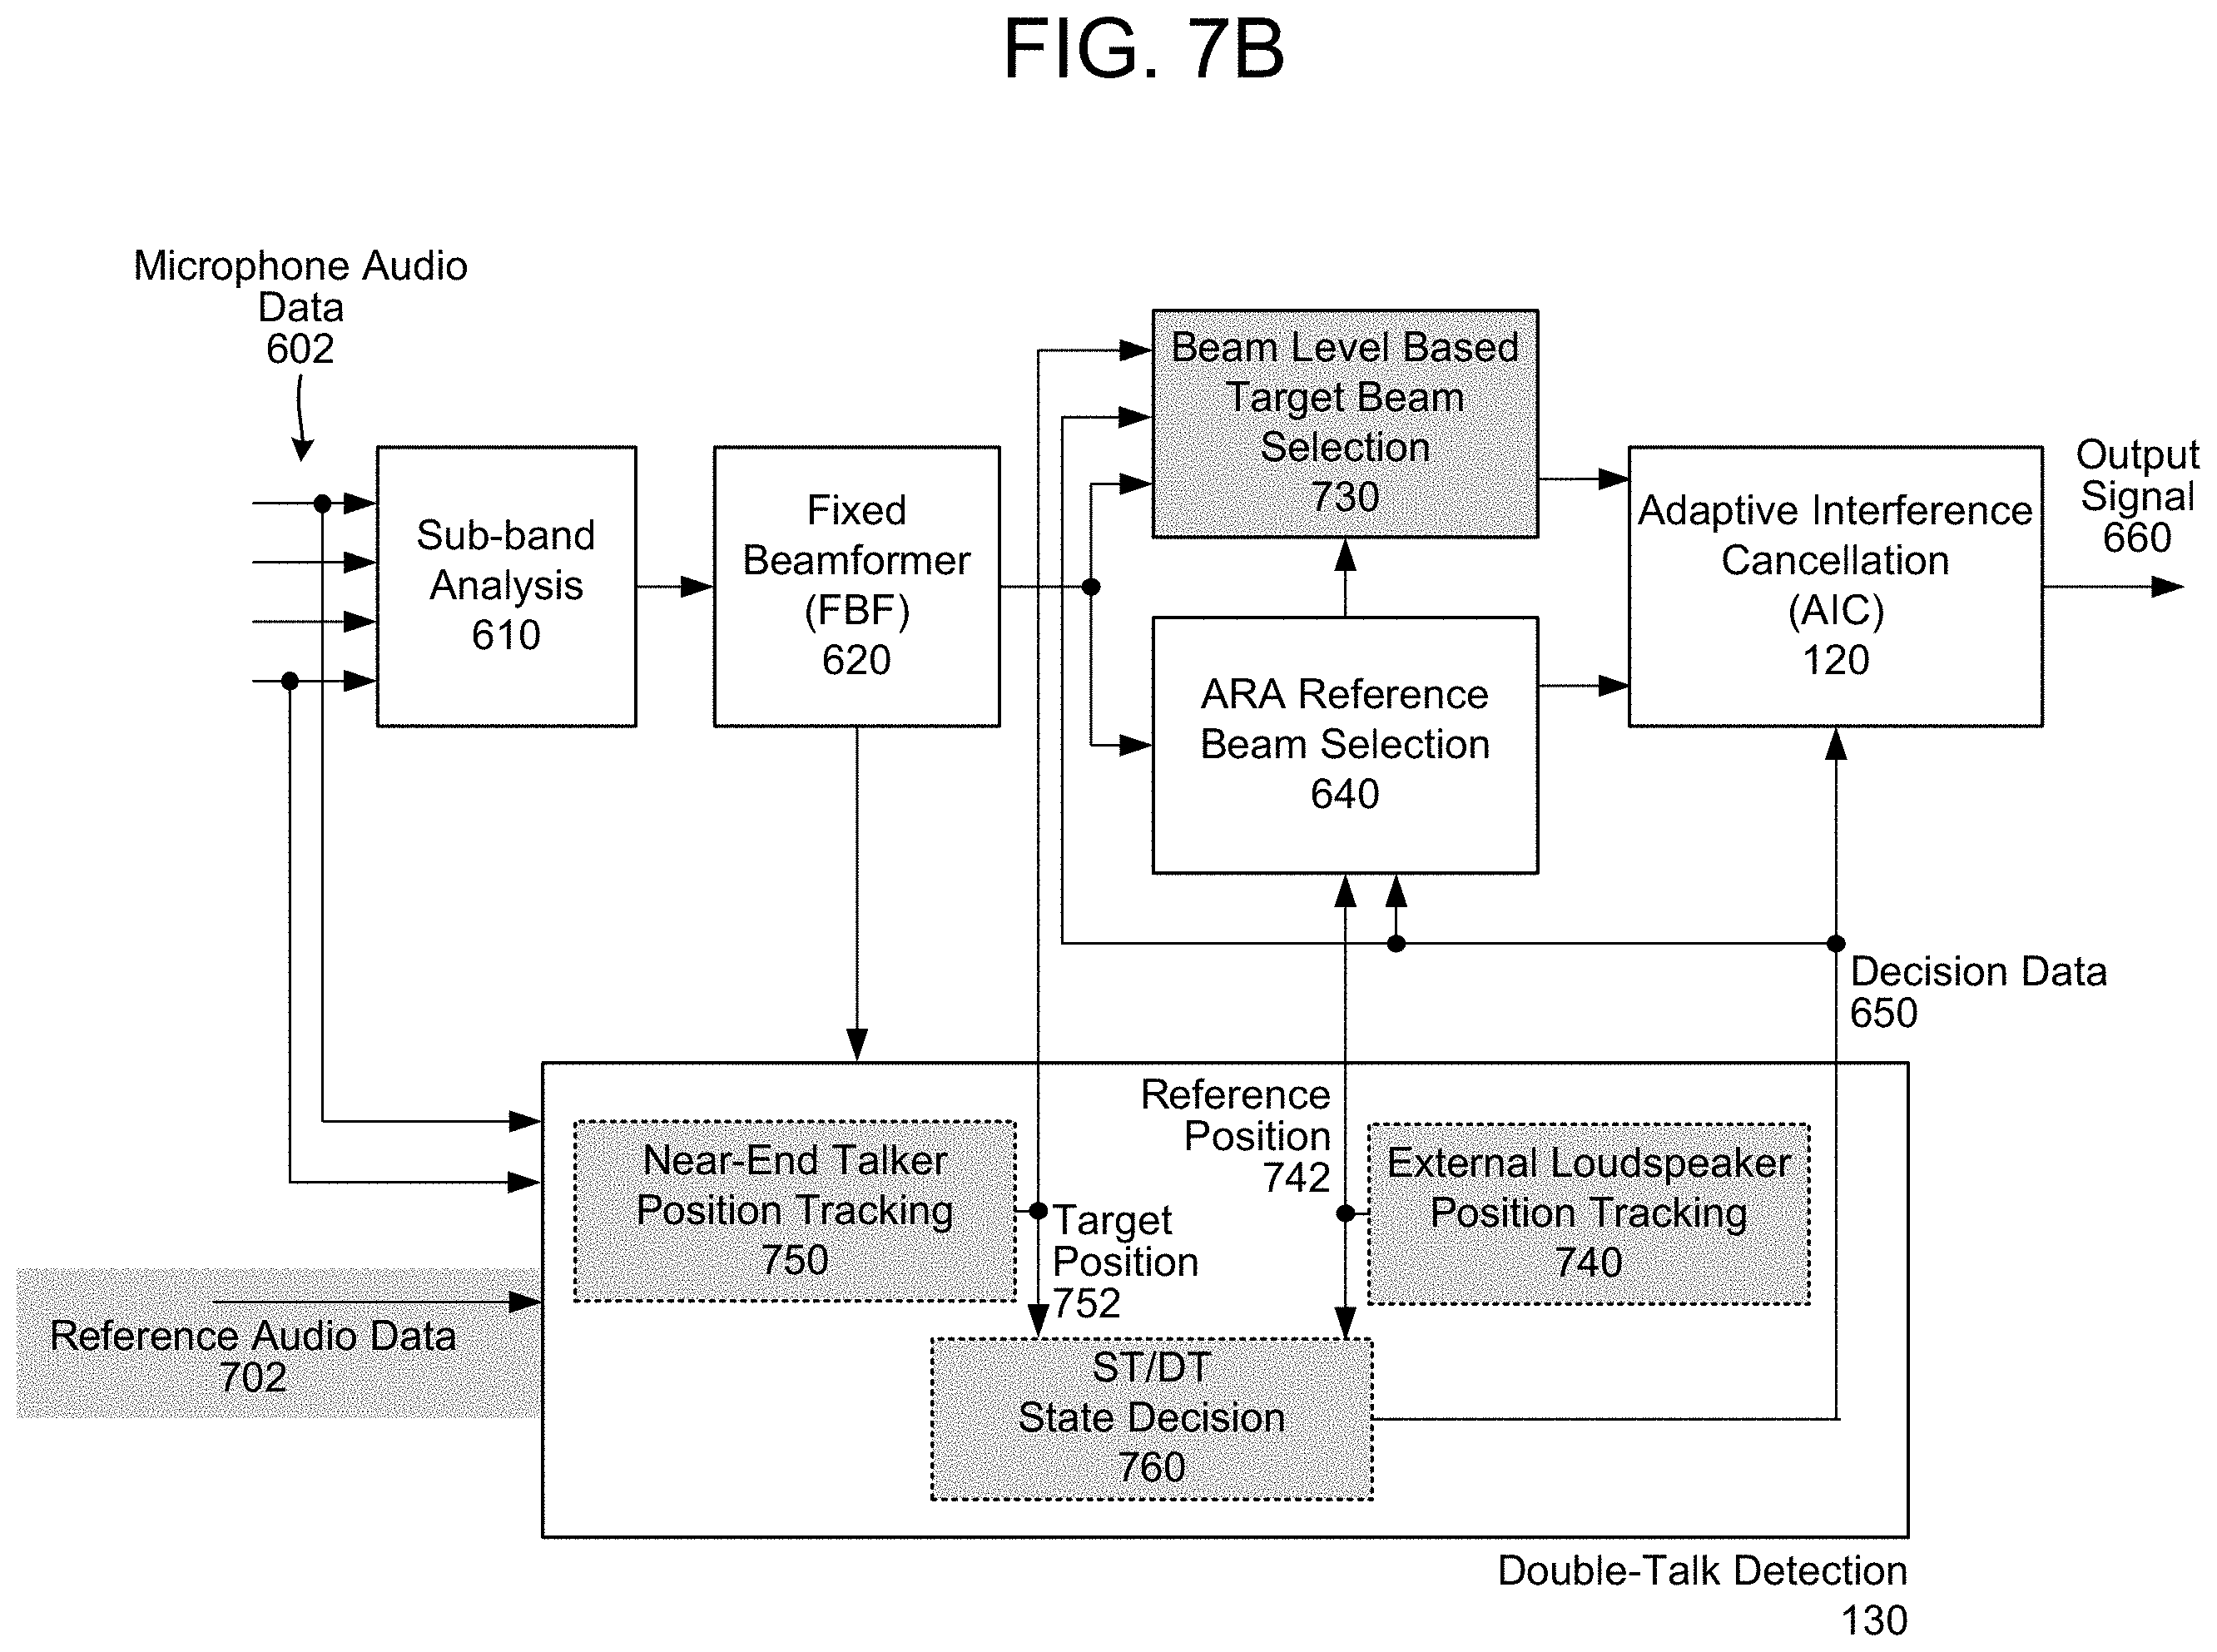 FIG. 7B
Microphone Audio
Data
602
Sub-band
Analysis
610
Fixed
Beamformer
(FBF)
620
Beam Level Based
Target Beam
Selection
730
ARA Reference
Beam Selection
640
Adaptive Interference
Cancellation
(AIC)
120
Output
Signal
660
Decision Data
650
Near-End Talker
Position Tracking
750
Target
Position
752
Reference
Position
742
External Loudspeaker
Position Tracking
740
Reference Audio Data
702
ST/DT
State Decision
760
Double-Talk Detection
130